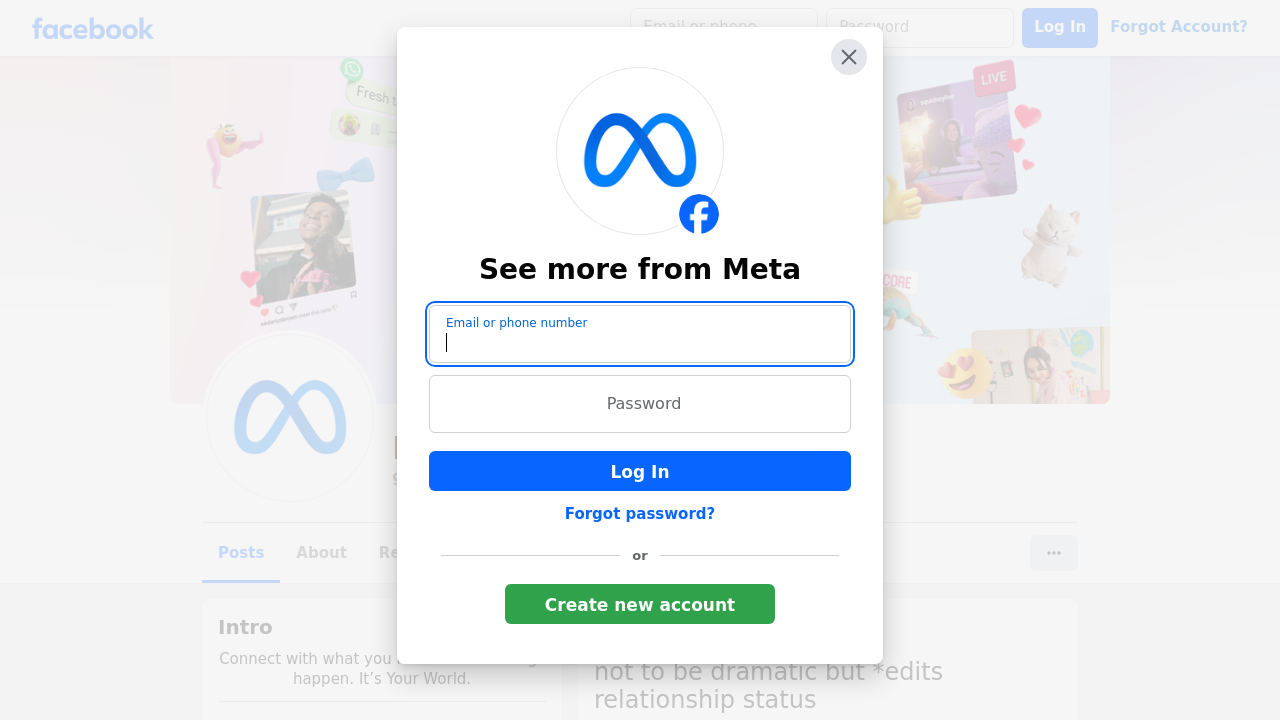 facebook
Email or phone
Password
Log In
Forgot Account?
Fresh t
LIVE
CORE
See more from Meta
Email or phone number
Password
Log In
Forgot password?
or
Create new account
Posts
About
Re
Intro
Connect with what you
happen. It's Your World.
not to be dramatic but *edits
relationship status